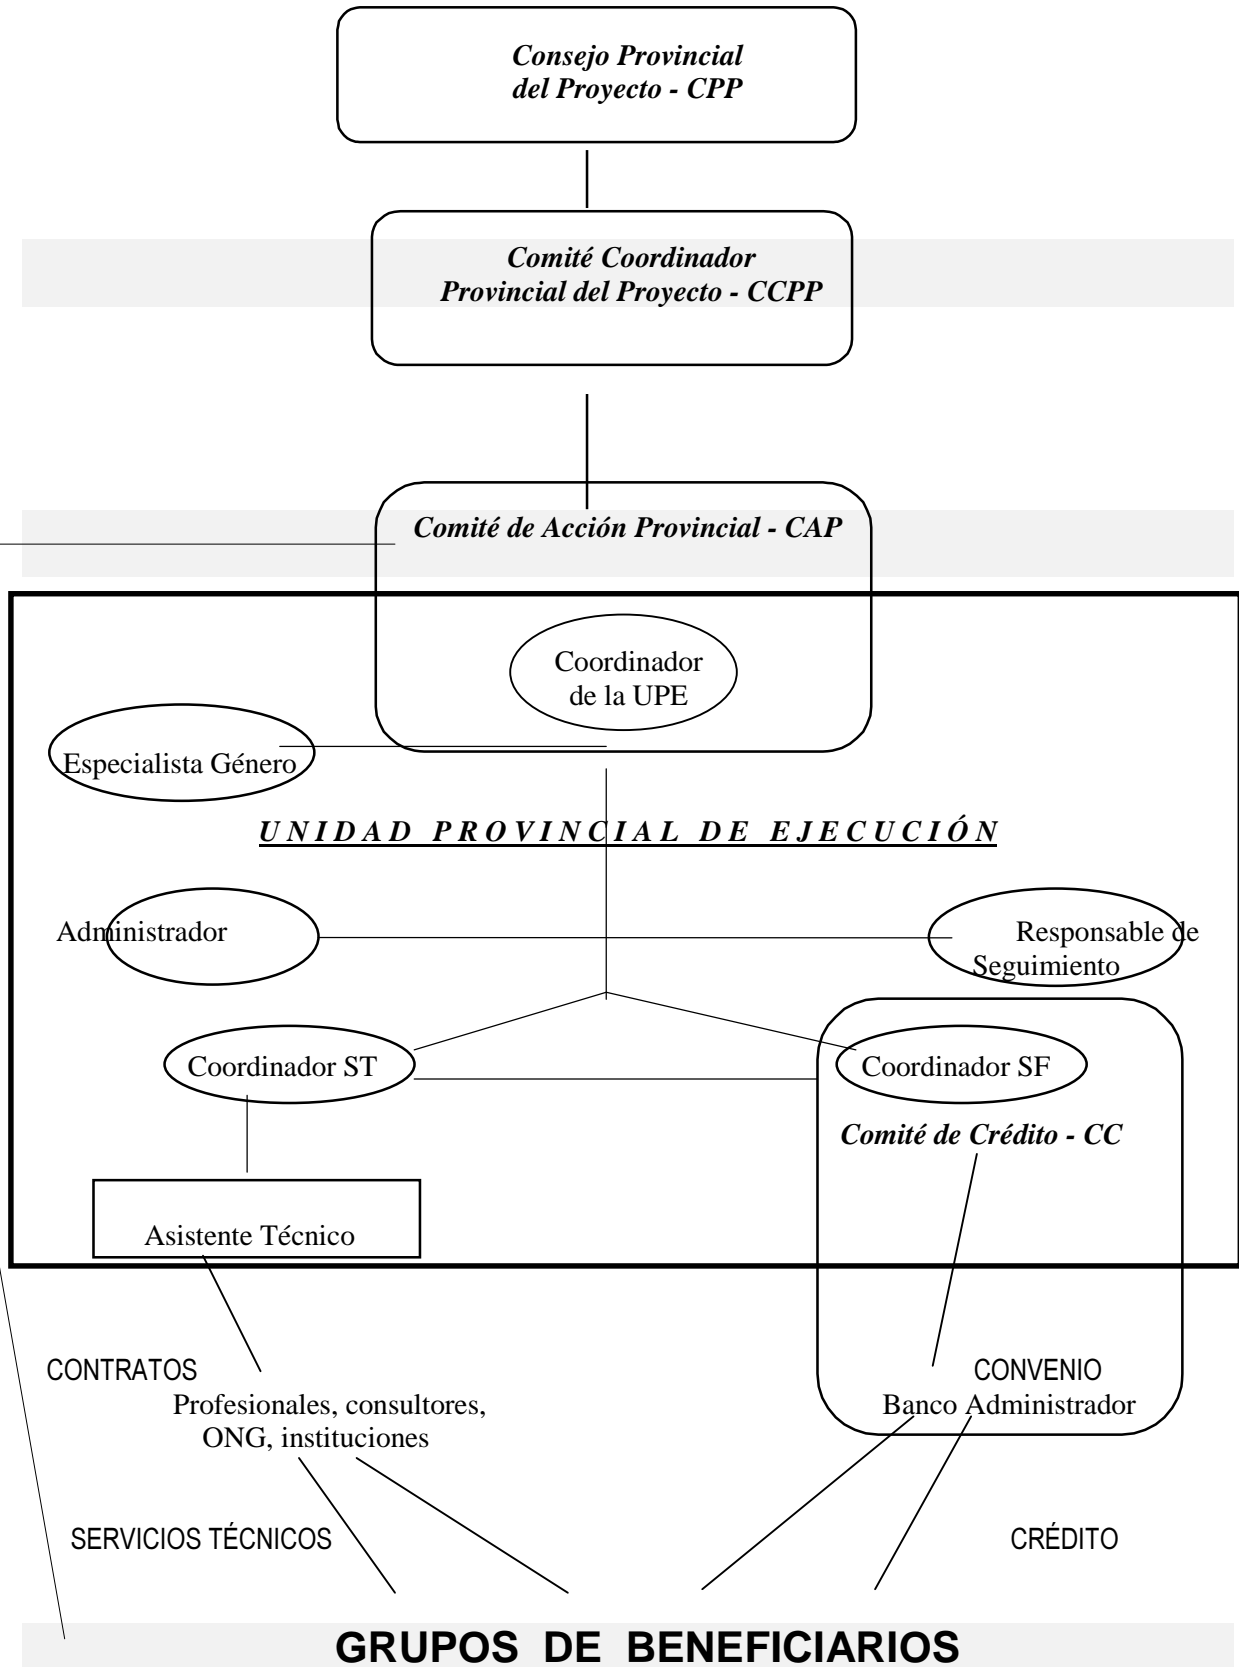 Consejo Provincial
del Proyecto - CPP
Comité Coordinador
Provincial del Proyecto - CCPP
Comité de Acción Provincial - CAP
Coordinador
de la UPE
Especialista Género
UNIDAD PROVINCIAL DE EJECUCIÓN
Administrador
Responsable de
Seguimiento
Coordinador ST
Coordinador SF
Comité de Crédito - CC
Asistente Técnico
CONTRATOS
CONVENIO
Profesionales, consultores,
ONG, instituciones
Banco Administrador
SERVICIOS TÉCNICOS
CRÉDITO
GRUPOS DE BENEFICIARIOS